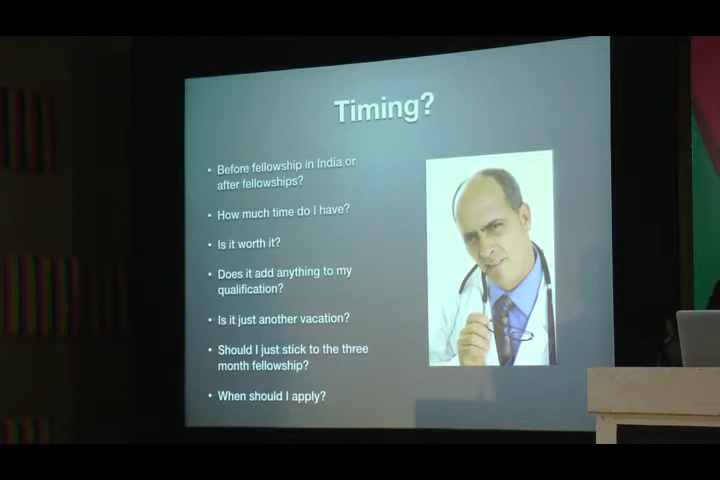 Timing?
• Before fellowship in India or
after fellowships?
• How much time do I have?
• Is it worth it?
• Does it add anything to my
qualification?
• Is it just another vacation?
• Should I just stick to the three
month fellowship?
• When should I apply?